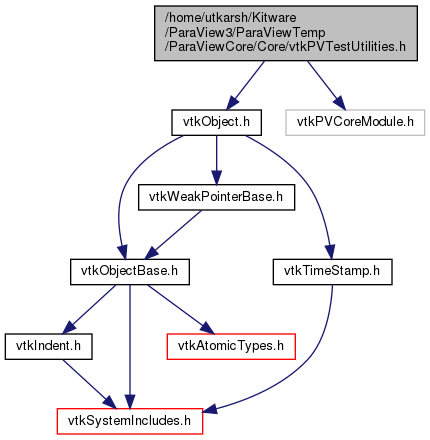 /home/utkarsh/Kitware
/ParaView3/ParaViewTemp
/ParaViewCore/Core/vtkPVTestUtilities.h
vtkObject.h
vtkPVCoreModule.h
vtkWeakPointerBase.h
vtkObjectBase.h
vtkTimeStamp.h
vtkIndent.h
vtkAtomicTypes.h
vtkSystemIncludes.h